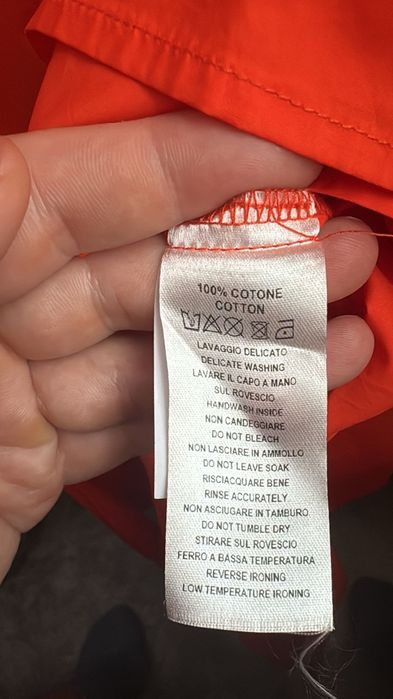 100% COTONE
COTTON
LAVAGGIO DELICATO
DELICATE WASHING
LAVARE IL CAPO A MANO
SUL ROVESCIO
HANDWASH INSIDE
NON CANDEGGIARE
DO NOT BLEACH
NON LASCIARE IN AMMOLLO
DO NOT LEAVE SOAK
RISCIACQUARE BENE
RINSE ACCURATELY
NON ASCIUGARE IN TAMBURO
DO NOT TUMBLE DRY
STIRARE SUL ROVESCIO
FERRO A BASSA TEMPERATURA
REVERSE IRONING
LOW TEMPERATURE IRONING